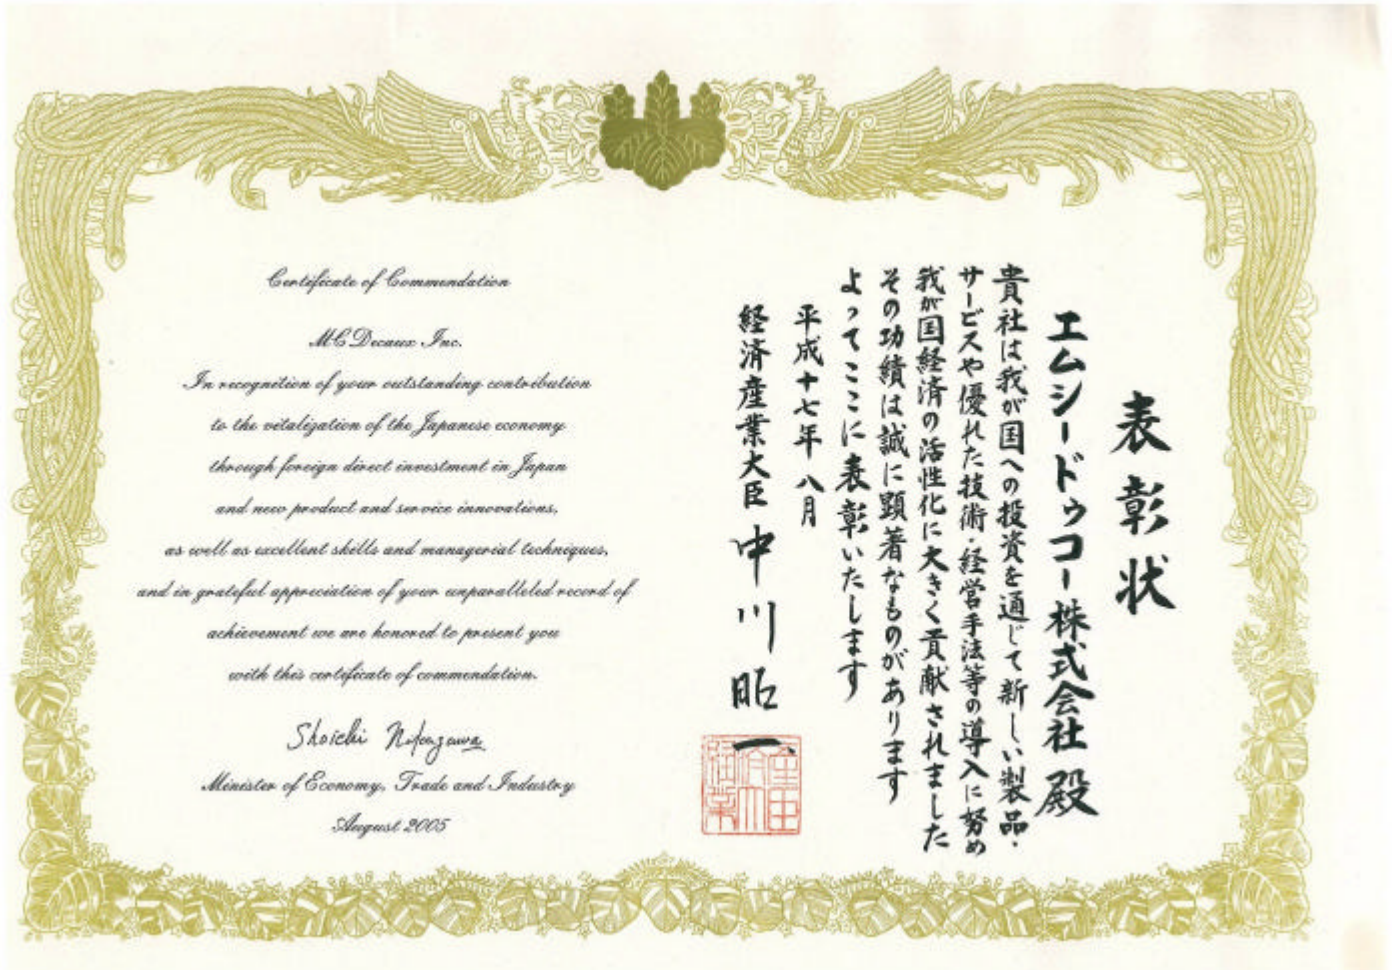 Certificate of Commendation
MCDecaux Inc.
In recognition of your outstanding contribution
to the vitalization of the Japanese economy
through foreign direct investment in Japan
and new product and service innovations,
as well as excellent skills and managerial techniques,
and in grateful appreciation of your unparalleled record of
achievement we are honored to present you
with this certificate of commendation.
Shoichi Nakagawa
Minister of Economy, Trade and Industry
August 2005
表彰状
エムシードゥコー株式会社 殿
貴社は我が国への投資を通じて新しい製品・
サービスや優れた技術・経営手法等の導入に努め
我が国経済の活性化に大きく貢献されました
その功績は誠に顕著なものがあります
よってここに表彰いたします
平成十七年八月
経済産業大臣 中川昭一